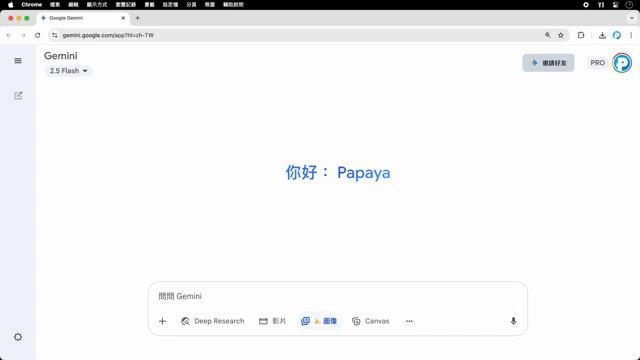 Chrome 檔案 編輯 顯示方式 瀏覽記錄 書籤 設定檔 分頁 視窗 輔助說明
Google Gemini
gemini.google.com/app?hl=zh-TW
Gemini
2.5 Flash
邀請好友
PRO
你好： Papaya
問問 Gemini
Deep Research 影片 圖像 Canvas